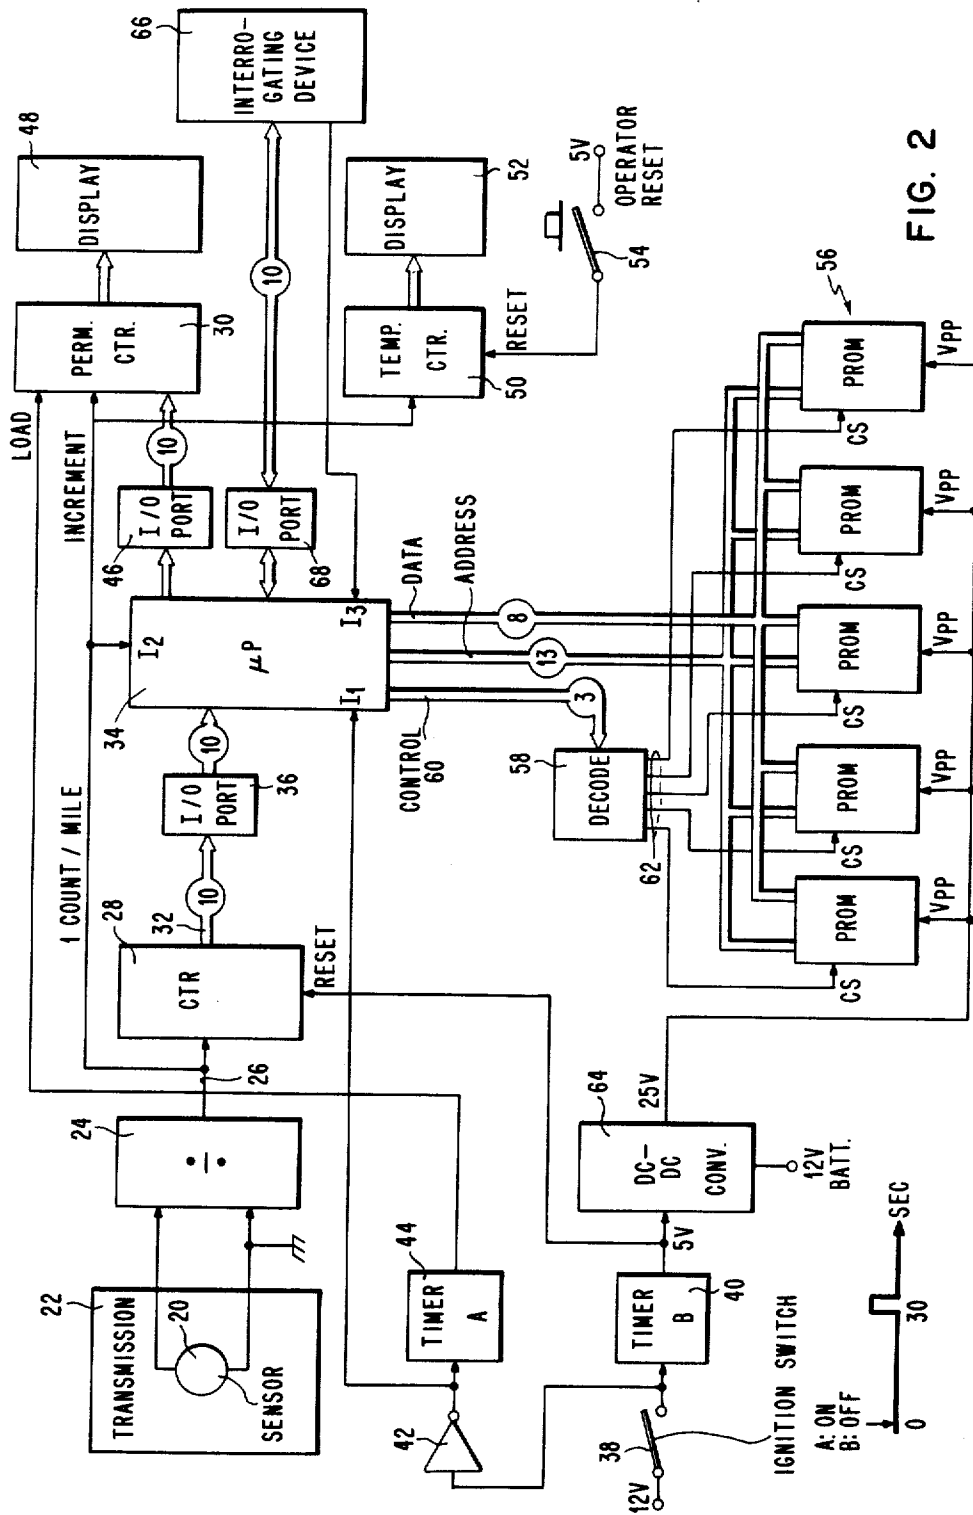 22
TRANSMISSION
20
SENSOR
24
÷
26
28
CTR
RESET
1 COUNT / MILE
32
10
I/O
PORT
36
10
34
I2
μP
I1
I3
LOAD
INCREMENT
46
I/O
PORT
10
PERM.
CTR.
30
DISPLAY
48
66
INTERRO-
GATING
DEVICE
10
I/O
PORT
68
TEMP.
CTR.
50
DISPLAY
52
RESET
54
5V
OPERATOR
RESET
DATA
ADDRESS
8
13
CONTROL
60
3
58
DECODE
62
42
44
TIMER
A
12V
38
IGNITION SWITCH
A: ON
B: OFF
TIMER
B
40
5V
64
DC-
DC
CONV.
25V
12V
BATT.
0
30
SEC
56
CS
PROM
VPP
CS
PROM
VPP
CS
PROM
VPP
CS
PROM
VPP
CS
PROM
VPP
FIG. 2